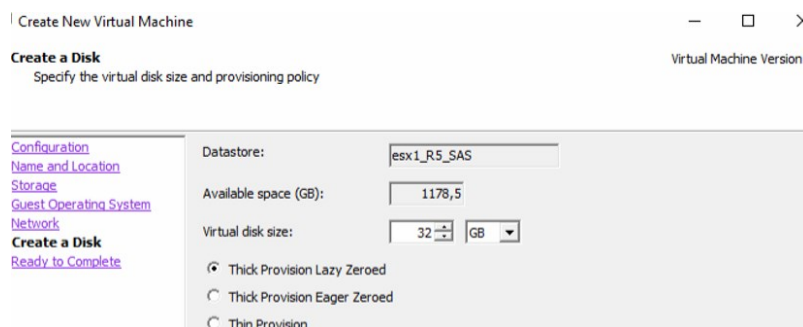 Create New Virtual Machine
Create a Disk
Virtual Machine Version
Specify the virtual disk size and provisioning policy
Configuration
Name and Location
Storage
Guest Operating System
Network
Create a Disk
Ready to Complete
Datastore: esx1_R5_SAS
Available space (GB): 1178,5
Virtual disk size: 32 GB
Thick Provision Lazy Zeroed
Thick Provision Eager Zeroed
Thin Provision